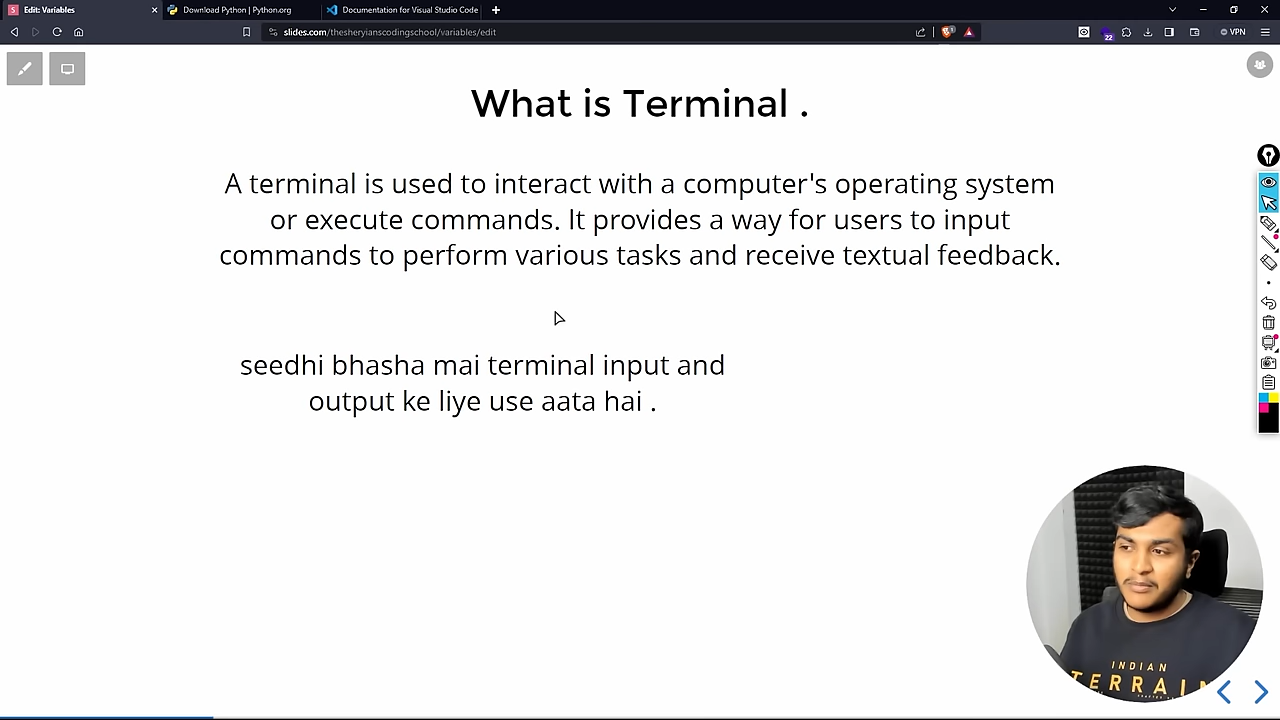 Edit: Variables
Download Python | Python.org
Documentation for Visual Studio Code
slides.com/thesheryianscodingschool/variables/edit
VPN
22
What is Terminal .
A terminal is used to interact with a computer's operating system
or execute commands. It provides a way for users to input
commands to perform various tasks and receive textual feedback.
seedhi bhasha mai terminal input and
output ke liye use aata hai .
INDIAN
TERRAIN